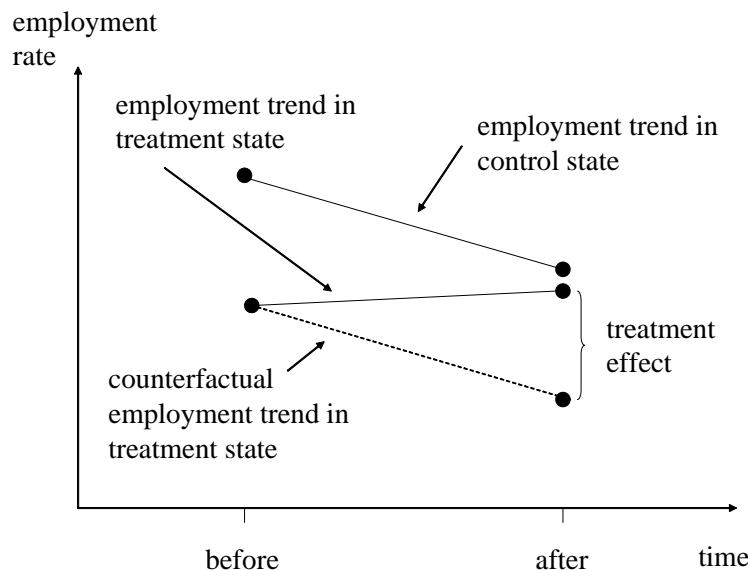 employment
rate
employment trend in
treatment state
employment trend in
control state
treatment
effect
counterfactual
employment trend in
treatment state
before
after
time